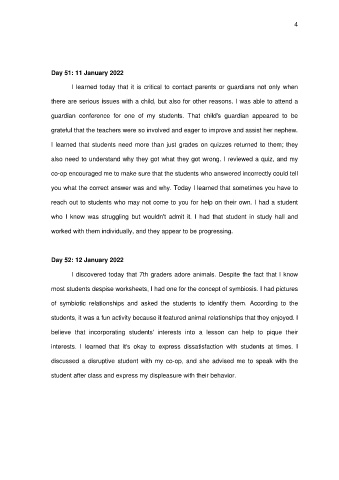 4
Day 51: 11 January 2022
I learned today that it is critical to contact parents or guardians not only when
there are serious issues with a child, but also for other reasons. I was able to attend a
guardian conference for one of my students. That child's guardian appeared to be
grateful that the teachers were so involved and eager to improve and assist her nephew.
I learned that students need more than just grades on quizzes returned to them; they
also need to understand why they got what they got wrong. I reviewed a quiz, and my
co-op encouraged me to make sure that the students who answered incorrectly could tell
you what the correct answer was and why. Today I learned that sometimes you have to
reach out to students who may not come to you for help on their own. I had a student
who I knew was struggling but wouldn't admit it. I had that student in study hall and
worked with them individually, and they appear to be progressing.
Day 52: 12 January 2022
I discovered today that 7th graders adore animals. Despite the fact that I know
most students despise worksheets, I had one for the concept of symbiosis. I had pictures
of symbiotic relationships and asked the students to identify them. According to the
students, it was a fun activity because it featured animal relationships that they enjoyed. I
believe that incorporating students' interests into a lesson can help to pique their
interests. I learned that it's okay to express dissatisfaction with students at times. I
discussed a disruptive student with my co-op, and she advised me to speak with the
student after class and express my displeasure with their behavior.